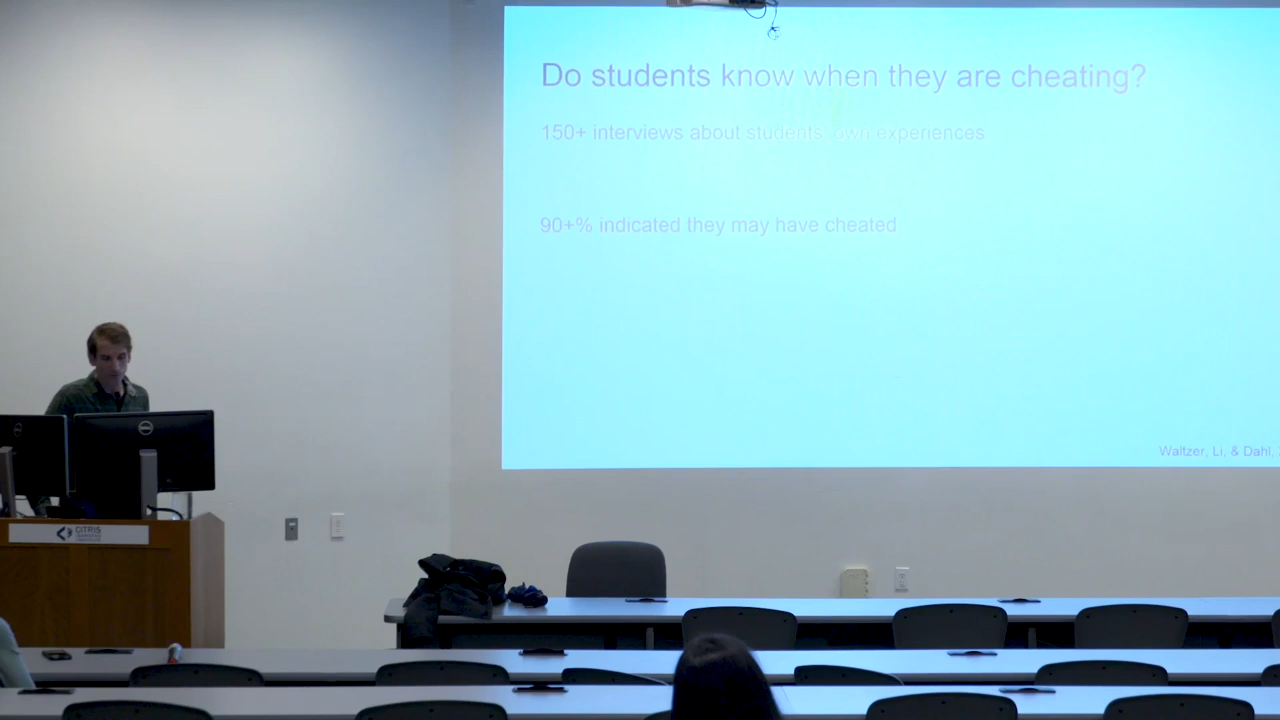 Do students know when they are cheating?
150+ interviews about students' own experiences
90+% indicated they may have cheated
Waltzer, Li, & Dahl,
DELL
CITRIS